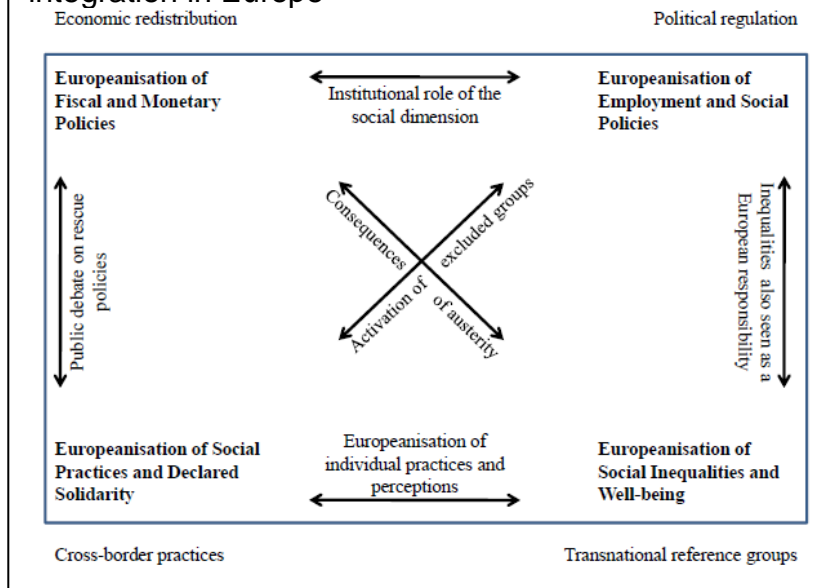 integration in Europe
Economic redistribution
Political regulation
Europeanisation of
Fiscal and Monetary
Policies
Institutional role of the
social dimension
Europeanisation of
Employment and Social
Policies
Public debate on rescue
policies
Consequences
of austerity
Activation of
excluded groups
Inequalities also seen as a
European responsibility
Europeanisation of Social
Practices and Declared
Solidarity
Europeanisation of
individual practices and
perceptions
Europeanisation of
Social Inequalities and
Well-being
Cross-border practices
Transnational reference groups